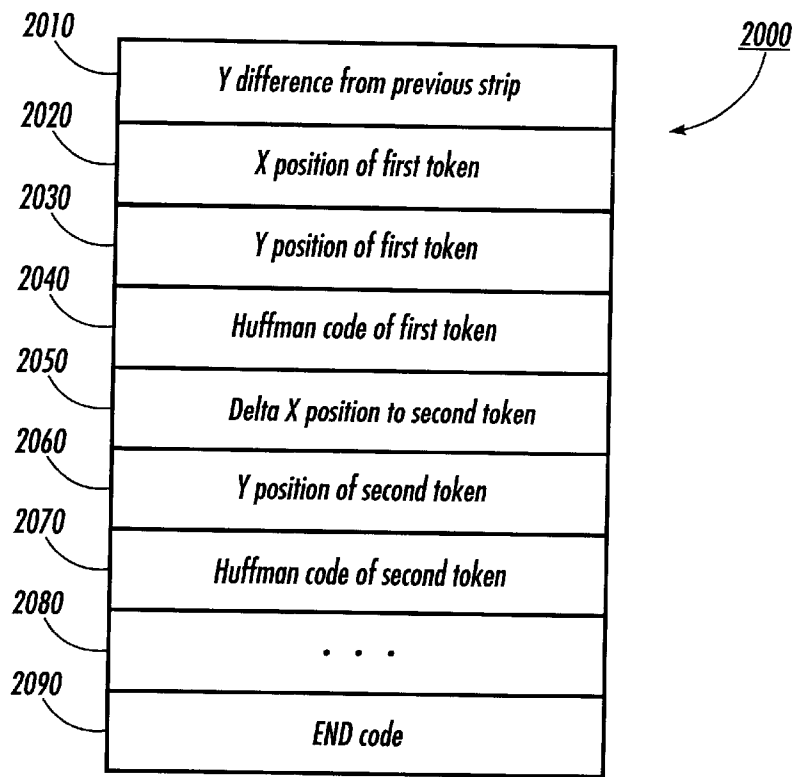 2000
2010
Y difference from previous strip
2020
X position of first token
2030
Y position of first token
2040
Huffman code of first token
2050
Delta X position to second token
2060
Y position of second token
2070
Huffman code of second token
2080
. . .
2090
END code